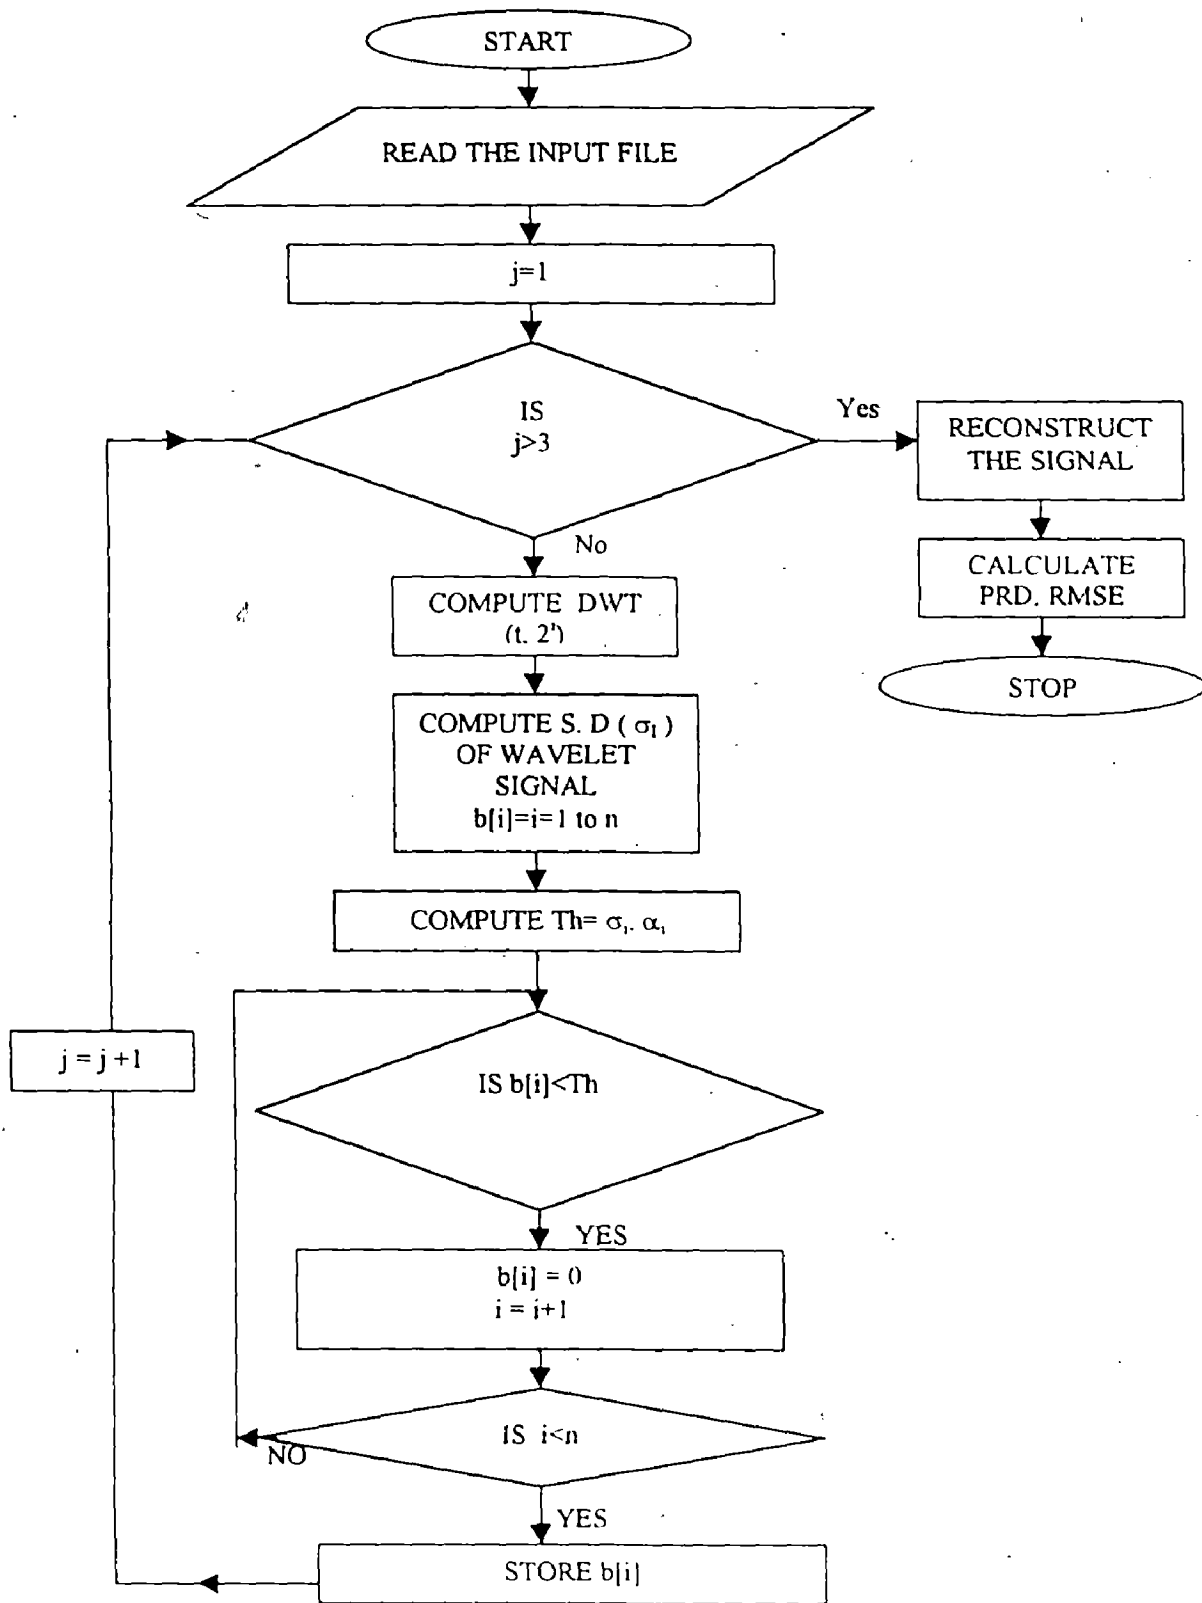 START
READ THE INPUT FILE
j=1
IS
j>3
Yes
RECONSTRUCT
THE SIGNAL
No
CALCULATE
PRD. RMSE
COMPUTE DWT
(t. 2ʲ)
STOP
COMPUTE S. D ( σ₁ )
OF WAVELET
SIGNAL
b[i]=i=1 to n
COMPUTE Th= σᵢ. αᵢ
j = j +1
IS b[i]<Th
YES
b[i] = 0
i = i+1
IS i<n
NO
YES
STORE b[i]